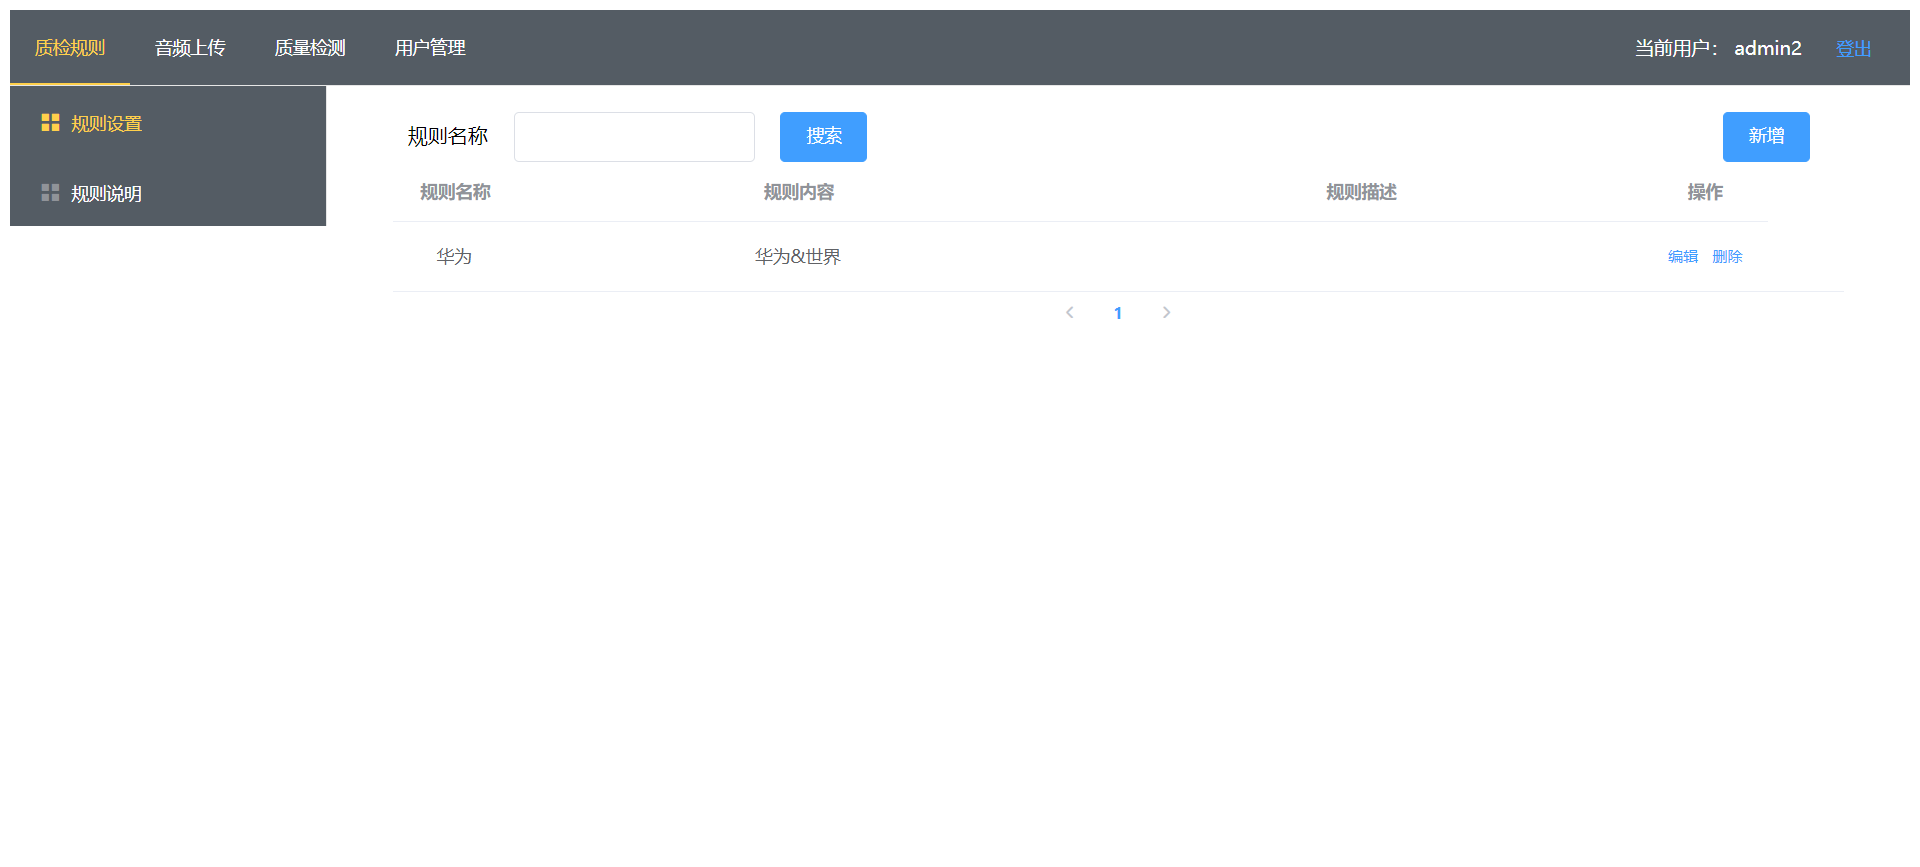 质检规则 音频上传 质量检测 用户管理 当前用户： admin2 登出
规则设置
规则说明
规则名称 搜索 新增
规则名称 规则内容 规则描述 操作
华为 华为&世界 编辑 删除
1